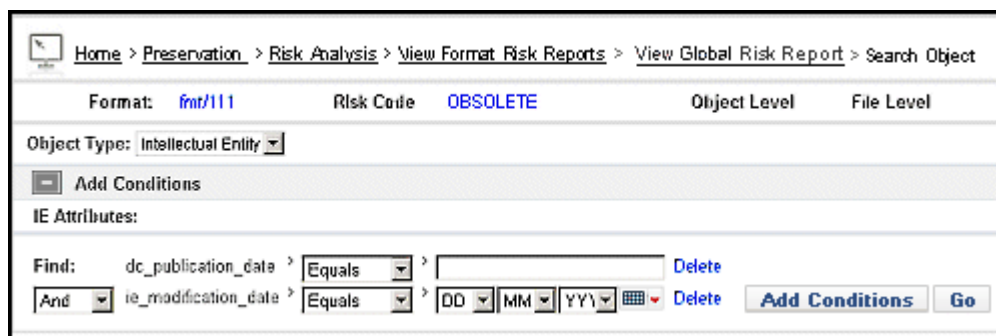 Home > Preservation > Risk Analysis > View Format Risk Reports > View Global Risk Report > Search Object
Format: fmt/111 Risk Code OBSOLETE Object Level File Level
Object Type: Intellectual Entity
Add Conditions
IE Attributes:
Find: dc_publication_date > Equals > Delete
And ie_modification_date > Equals > DD MM YYY Delete Add Conditions Go